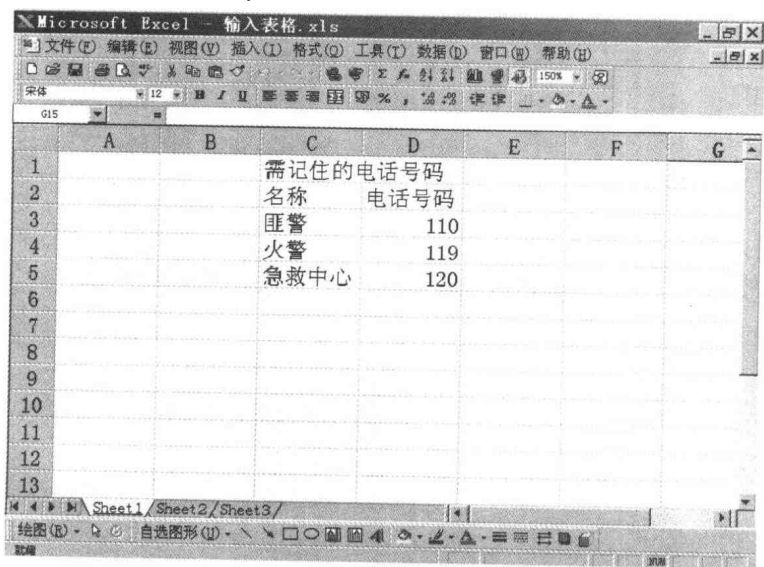 Microsoft Excel - 输入表格.xls
文件(F) 编辑(E) 视图(V) 插入(I) 格式(O) 工具(T) 数据(D) 窗口(W) 帮助(H)
150%
宋体 12 B I U % ,
G15 =
A B C D E F G
1 需记住的电话号码
2 名称 电话号码
3 匪警 110
4 火警 119
5 急救中心 120
6
7
8
9
10
11
12
13
Sheet1 Sheet2 Sheet3
绘图(R) 自选图形(U)
就绪 NUM